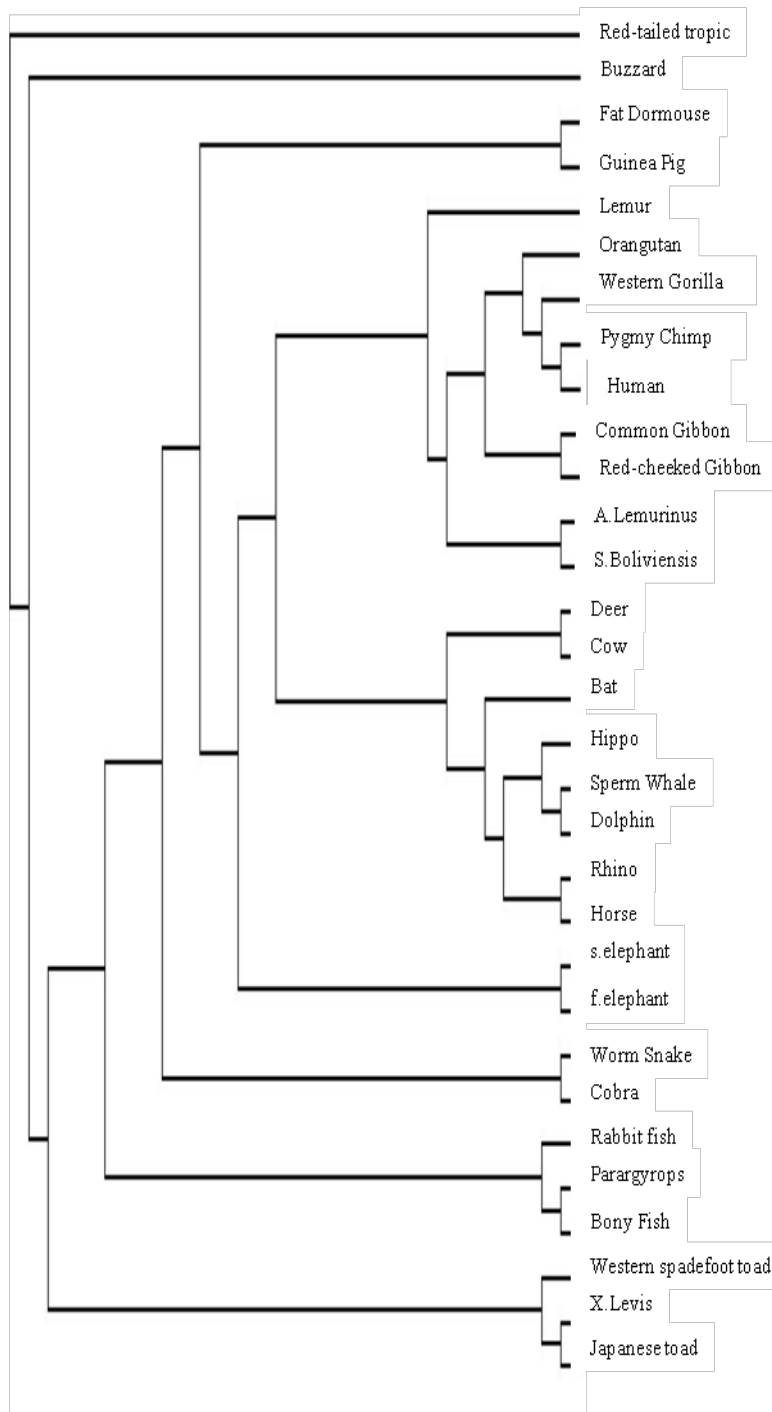 Red-tailed tropic
Buzzard
Fat Dormouse
Guinea Pig
Lemur
Orangutan
Western Gorilla
Pygmy Chimp
Human
Common Gibbon
Red-cheeked Gibbon
A.Lemurinus
S.Boliviensis
Deer
Cow
Bat
Hippo
Sperm Whale
Dolphin
Rhino
Horse
s.elephant
f.elephant
Worm Snake
Cobra
Rabbit fish
Parargyrops
Bony Fish
Western spadefoot toad
X.Levis
Japanese toad